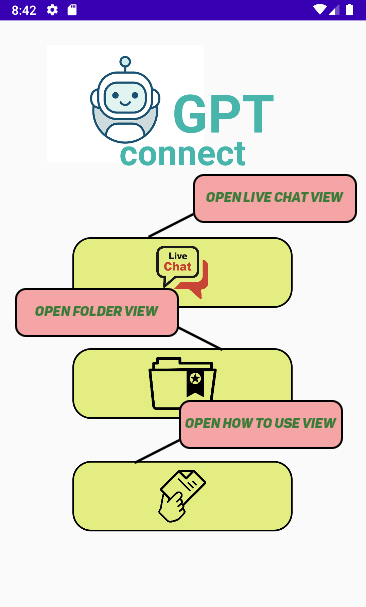 8:42
GPT
connect
OPEN LIVE CHAT VIEW
Live
Chat
OPEN FOLDER VIEW
OPEN HOW TO USE VIEW